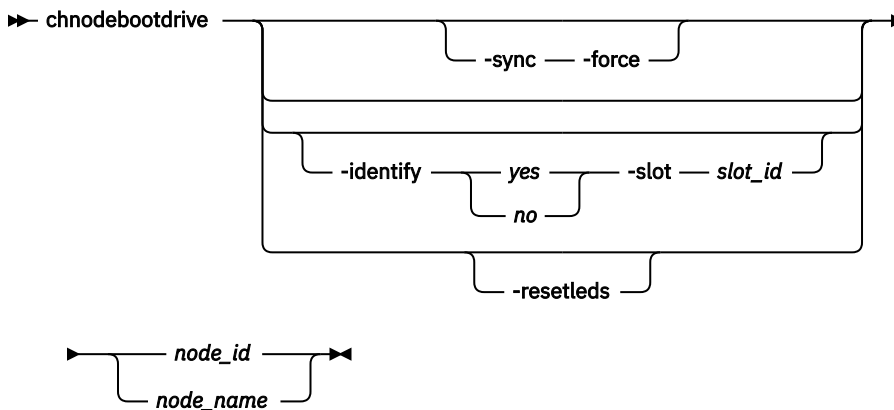 chnodebootdrive
-sync -force
-identify yes -slot slot_id
no
-resetleds
node_id
node_name